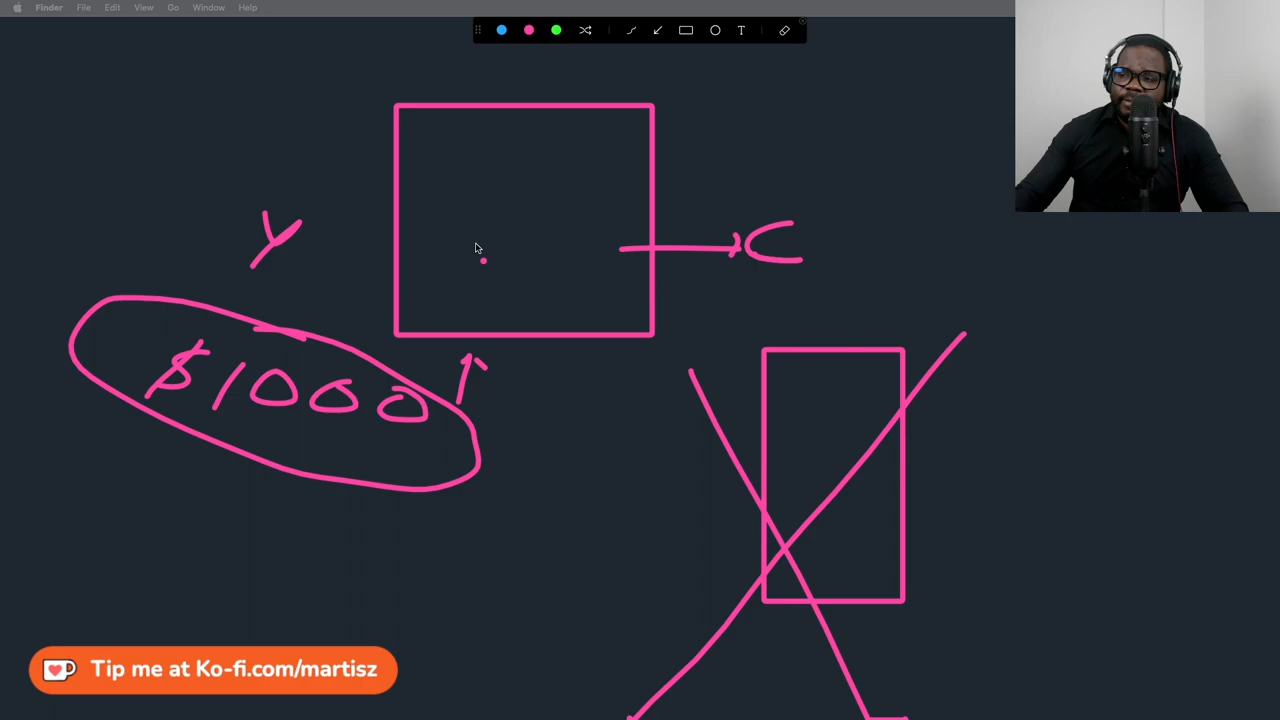 Finder File Edit View Go Window Help
T
Y
C
$1000
Tip me at Ko-fi.com/martisz